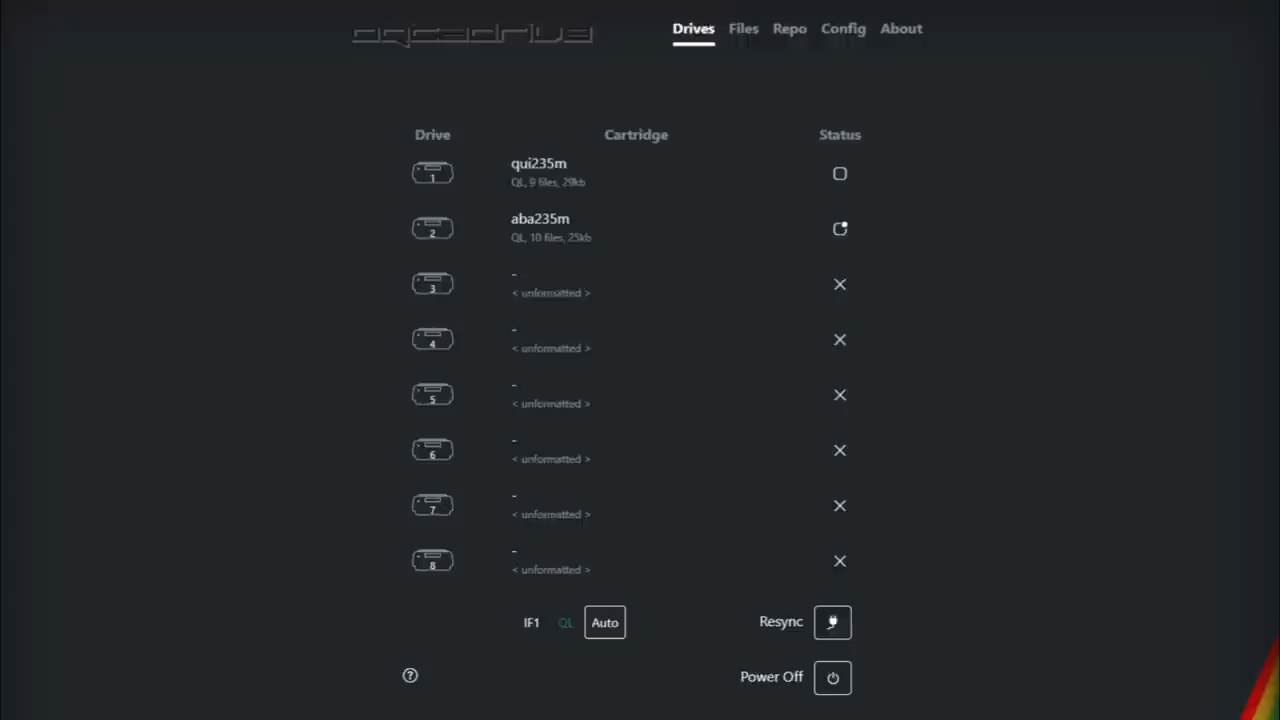 oqtadrive
Drives Files Repo Config About
Drive Cartridge Status
1 qui235m
QL, 9 files, 29kb
2 aba235m
QL, 10 files, 25kb
3 -
< unformatted >
4 -
< unformatted >
5 -
< unformatted >
6 -
< unformatted >
7 -
< unformatted >
8 -
< unformatted >
IF1 QL Auto Resync
Power Off